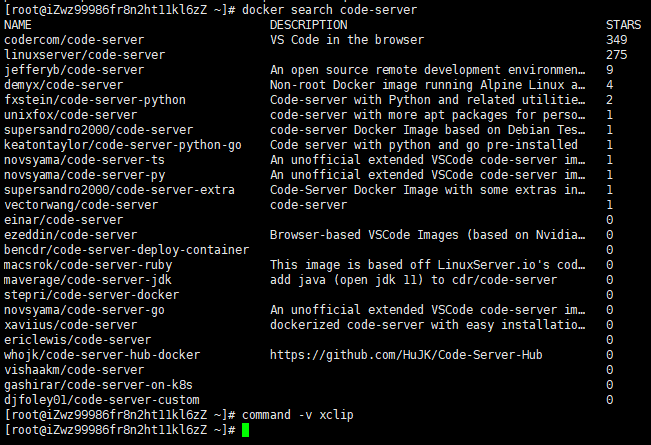 [root@iZwz99986fr8n2ht11kl6zZ ~]# docker search code-server
NAME DESCRIPTION STARS
codercom/code-server VS Code in the browser 349
linuxserver/code-server 275
jefferyb/code-server An open source remote development environmen… 9
demyx/code-server Non-root Docker image running Alpine Linux a… 4
fxstein/code-server-python Code-server with Python and related utilitie… 2
unixfox/code-server code-server with more apt packages for perso… 1
supersandro2000/code-server code-server Docker Image based on Debian Tes… 1
keatontaylor/code-server-python-go Code server with python and go pre-installed 1
novsyama/code-server-ts An unofficial extended VSCode code-server im… 1
novsyama/code-server-py An unofficial extended VSCode code-server im… 1
supersandro2000/code-server-extra Code-Server Docker Image with some extras in… 1
vectorwang/code-server code-server 1
einar/code-server 0
ezeddin/code-server Browser-based VSCode Images (based on Nvidia… 0
bencdr/code-server-deploy-container 0
macsrok/code-server-ruby This image is based off LinuxServer.io's cod… 0
maverage/code-server-jdk add java (open jdk 11) to cdr/code-server 0
stepri/code-server-docker 0
novsyama/code-server-go An unofficial extended VSCode code-server im… 0
xaviius/code-server dockerized code-server with easy installatio… 0
ericlewis/code-server 0
whojk/code-server-hub-docker https://github.com/HuJK/Code-Server-Hub 0
vishaakm/code-server 0
gashirar/code-server-on-k8s 0
djfoley01/code-server-custom 0
[root@iZwz99986fr8n2ht11kl6zZ ~]# command -v xclip
[root@iZwz99986fr8n2ht11kl6zZ ~]#